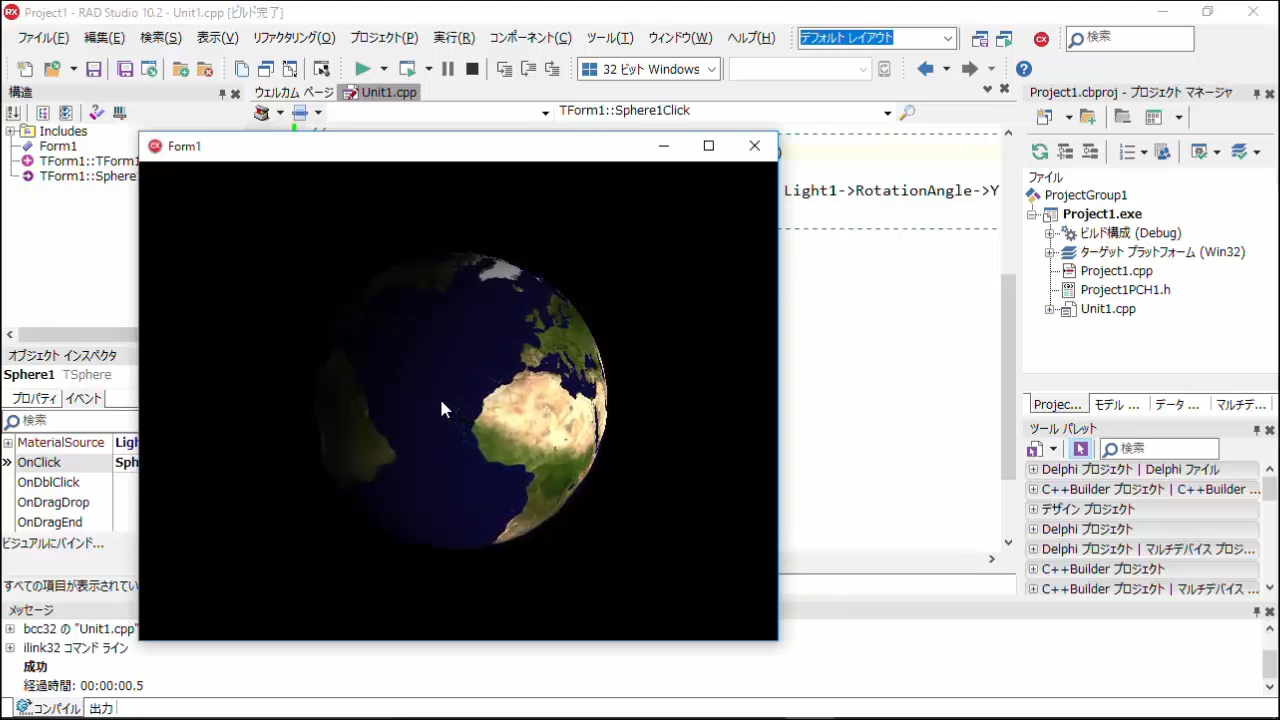 Project1 - RAD Studio 10.2 - Unit1.cpp [ビルド完了]
ファイル(F) 編集(E) 検索(S) 表示(V) リファクタリング(O) プロジェクト(P) 実行(R) コンポーネント(C) ツール(T) ウィンドウ(W) ヘルプ(H) デフォルト レイアウト 検索
32 ビット Windows
構造 ウェルカム ページ Unit1.cpp Project1.cbproj - プロジェクト マネージャ
TForm1::Sphere1Click
Includes
Form1
TForm1::TForm1
TForm1::Sphere
Form1
Light1->RotationAngle->Y
ファイル
ProjectGroup1
Project1.exe
ビルド構成 (Debug)
ターゲット プラットフォーム (Win32)
Project1.cpp
Project1PCH1.h
Unit1.cpp
オブジェクト インスペクタ
Sphere1 TSphere
プロパティ イベント
検索
MaterialSource Ligh
OnClick Sph
OnDblClick
OnDragDrop
OnDragEnd
ビジュアルにバインド...
すべての項目が表示されてい
Projec... モデル ... データ ... マルチデ...
ツール パレット
検索
Delphi プロジェクト | Delphi ファイル
C++Builder プロジェクト | C++Builder ...
デザイン プロジェクト
Delphi プロジェクト
Delphi プロジェクト | マルチデバイス プロジ...
C++Builder プロジェクト
C++Builder プロジェクト | マルチデバイス ...
メッセージ
bcc32 の "Unit1.cpp"
ilink32 コマンド ライン
成功
経過時間: 00:00:00.5
コンパイル 出力